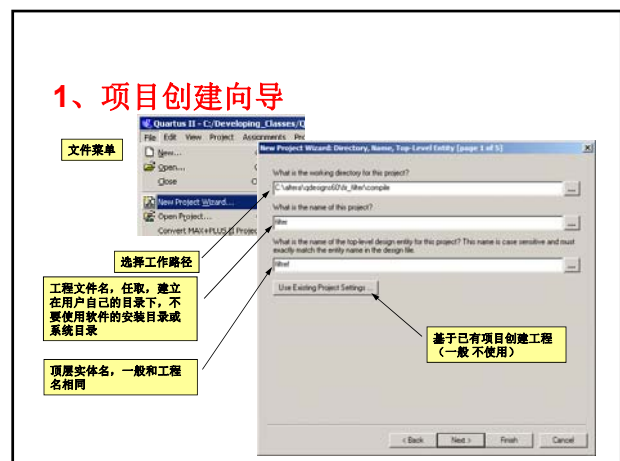 1、项目创建向导
Quartus II - C:/Developing_Classes/Q
文件菜单
File Edit View Project Assignments Pro
New...
Open...
Close
New Project Wizard...
Open Project...
Convert MAX+PLUS II Projec
New Project Wizard: Directory, Name, Top-Level Entity [page 1 of 5]
What is the working directory for this project?
What is the name of this project?
filter
What is the name of the top-level design entity for this project? This name is case sensitive and must
exactly match the entity name in the design file.
filtref
Use Existing Project Settings ...
选择工作路径
工程文件名，任取，建立
在用户自己的目录下，不
要使用软件的安装目录或
系统目录
顶层实体名，一般和工程
名相同
基于已有项目创建工程
（一般 不使用）
< Back
Next >
Finish
Cancel